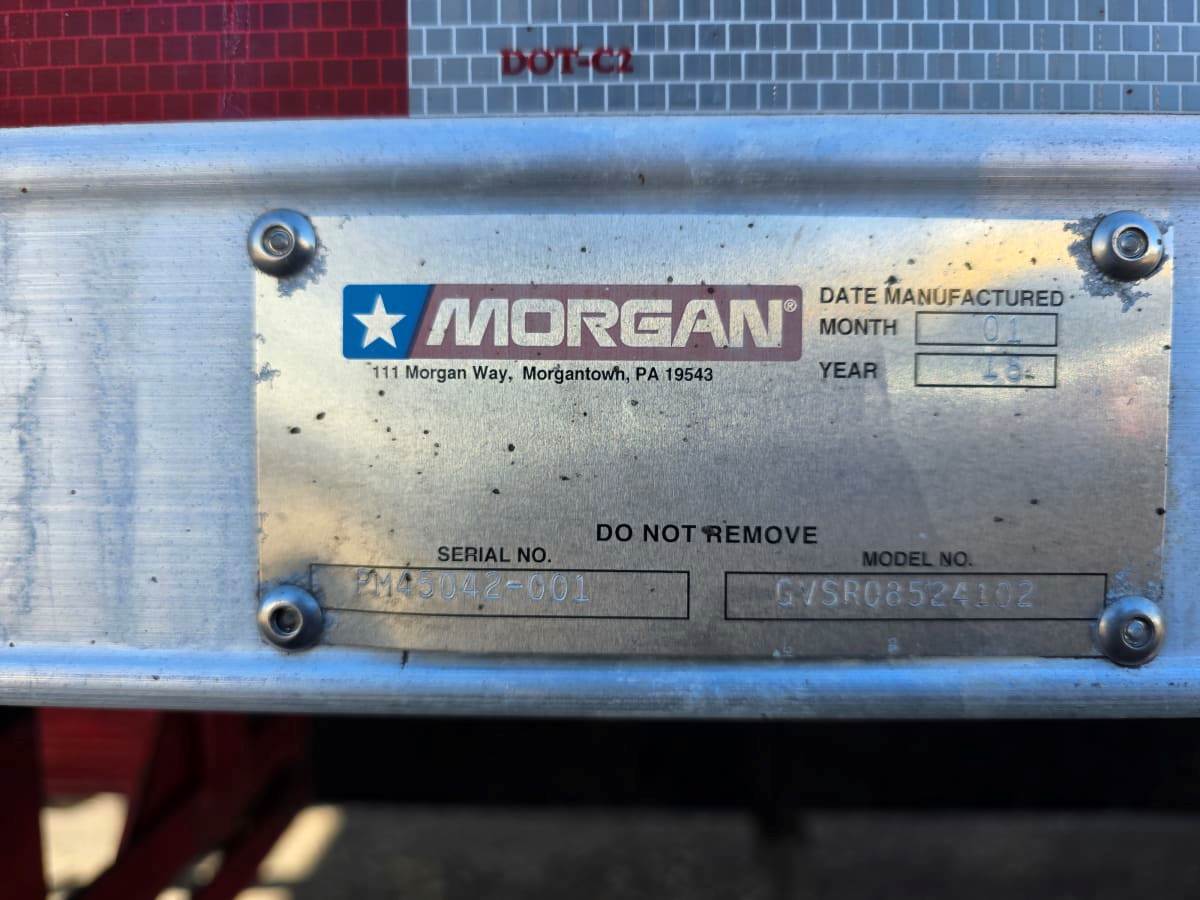 DOT-C2
MORGAN®
111 Morgan Way, Morgantown, PA 19543
DATE MANUFACTURED
MONTH 01
YEAR 18
DO NOT REMOVE
SERIAL NO. MODEL NO.
PM45042-001 GVSR08524102